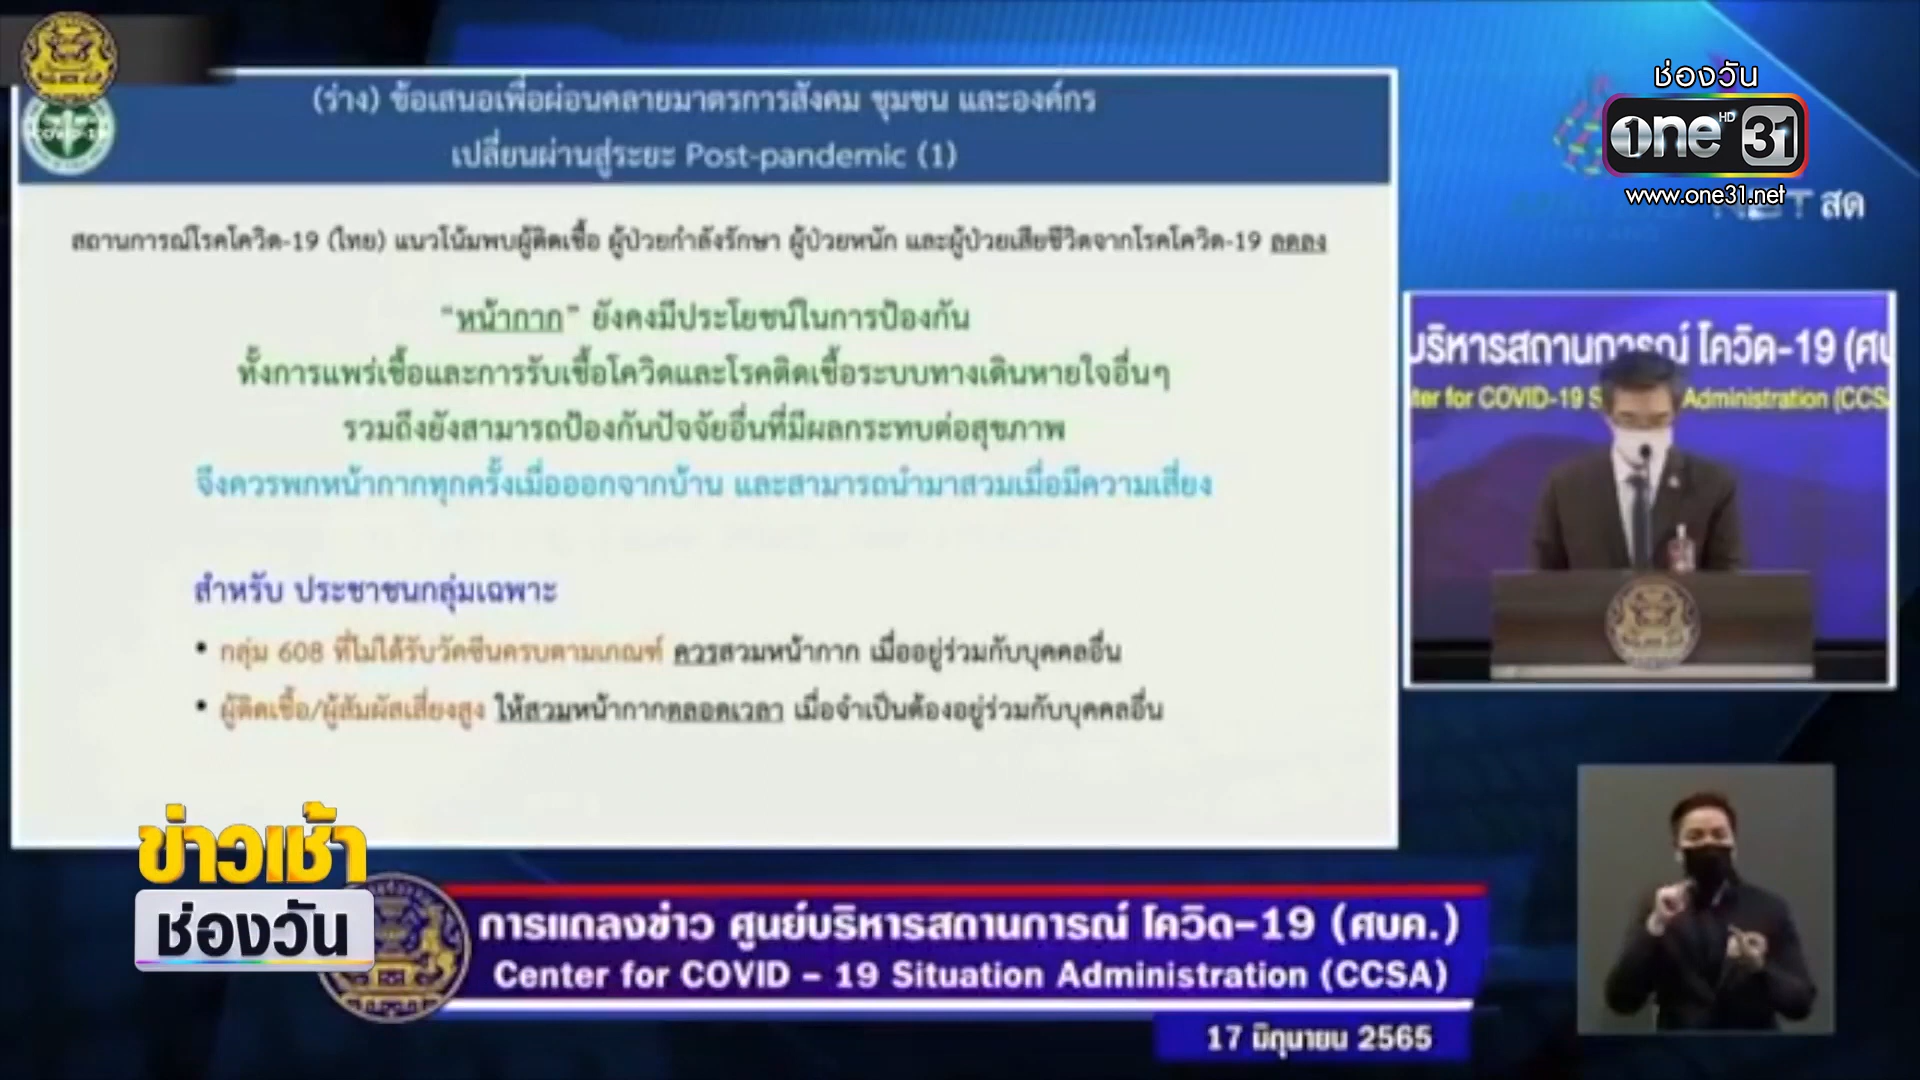 (ร่าง) ข้อเสนอเพื่อผ่อนคลายมาตรการสังคม ชุมชน และองค์กร
เปลี่ยนผ่านสู่ระยะ Post-pandemic (1)
COVID-19
ช่องวัน
one HD 31
www.one31.net
สด
สถานการณ์โรคโควิด-19 (ไทย) แนวโน้มพบผู้ติดเชื้อ ผู้ป่วยกำลังรักษา ผู้ป่วยหนัก และผู้ป่วยเสียชีวิตจากโรคโควิด-19 ลดลง
"หน้ากาก" ยังคงมีประโยชน์ในการป้องกัน
ทั้งการแพร่เชื้อและการรับเชื้อโควิดและโรคติดเชื้อระบบทางเดินหายใจอื่นๆ
รวมถึงยังสามารถป้องกันปัจจัยอื่นที่มีผลกระทบต่อสุขภาพ
จึงควรพกหน้ากากทุกครั้งเมื่อออกจากบ้าน และสามารถนำมาสวมเมื่อมีความเสี่ยง
สำหรับ ประชาชนกลุ่มเฉพาะ
• กลุ่ม 608 ที่ไม่ได้รับวัคซีนครบตามเกณฑ์ ควรสวมหน้ากาก เมื่ออยู่ร่วมกับบุคคลอื่น
• ผู้ติดเชื้อ/ผู้สัมผัสเสี่ยงสูง ให้สวมหน้ากากตลอดเวลา เมื่อจำเป็นต้องอยู่ร่วมกับบุคคลอื่น
บริหารสถานการณ์ โควิด-19 (ศบ
ter for COVID-19 S Administration (CCS
ข่าวเช้า
ช่องวัน
การแถลงข่าว ศูนย์บริหารสถานการณ์ โควิด-19 (ศบค.)
Center for COVID - 19 Situation Administration (CCSA)
17 มิถุนายน 2565